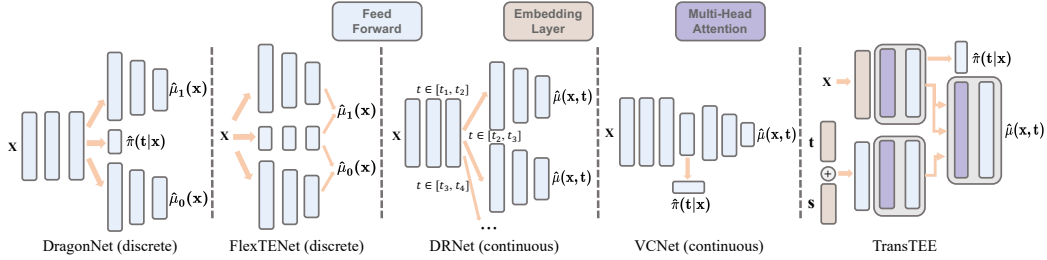 Feed
Forward
Embedding
Layer
Multi-Head
Attention
x
μ̂₁(x)
π̂(t|x)
μ̂₀(x)
DragonNet (discrete)
x
μ̂₁(x)
μ̂₀(x)
FlexTENet (discrete)
x
t ∈ [t₁, t₂]
t ∈ [t₂, t₃]
t ∈ [t₃, t₄]
μ̂(x, t)
μ̂(x, t)
...
DRNet (continuous)
x
μ̂(x, t)
π̂(t|x)
VCNet (continuous)
x
t
+
s
π̂(t|x)
μ̂(x, t)
TransTEE